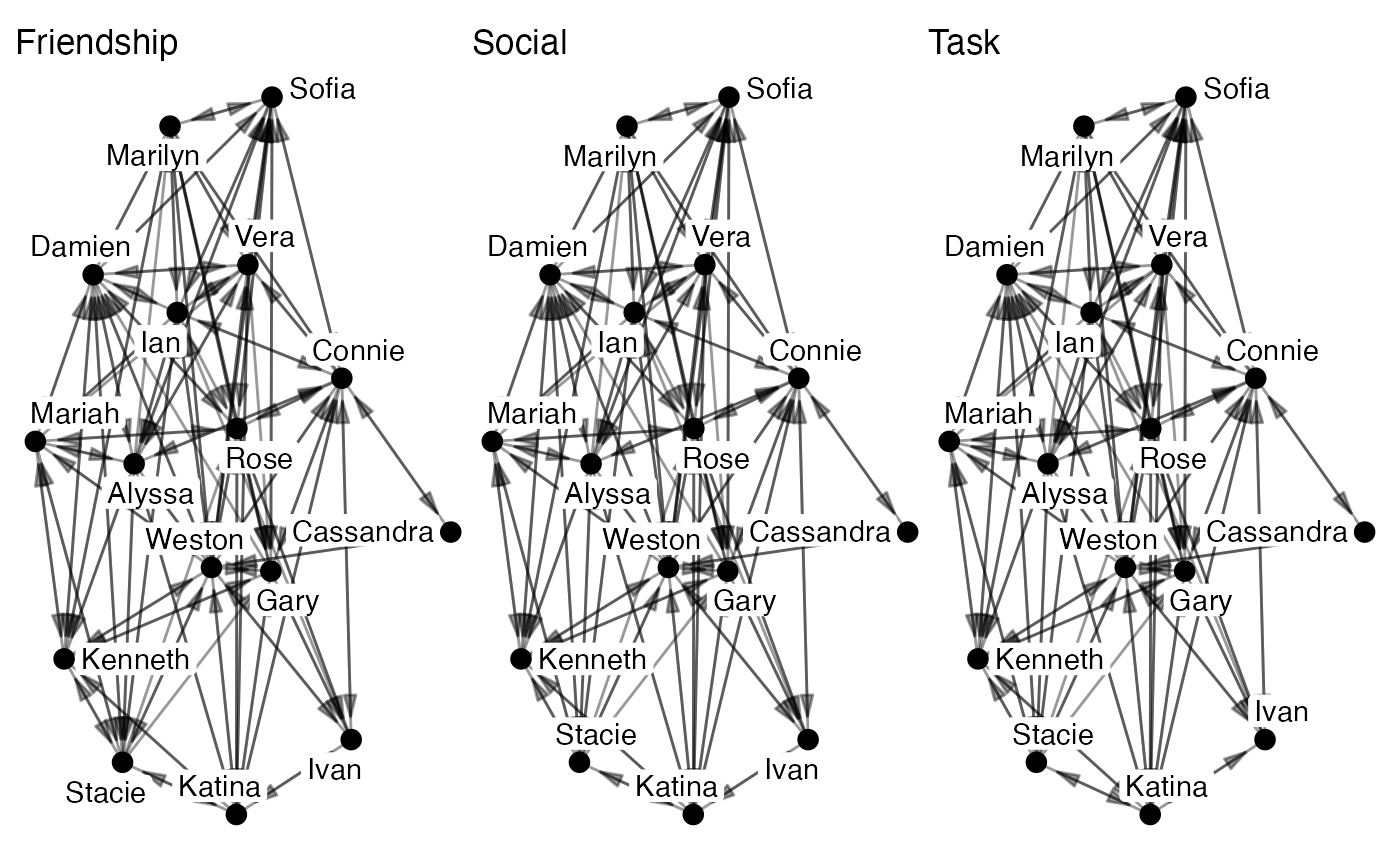 Friendship
Sofia
Marilyn
Damien
Vera
Ian
Connie
Mariah
Rose
Alyssa
Weston
Cassandra
Gary
Kenneth
Stacie
Katina
Ivan
Social
Sofia
Marilyn
Damien
Vera
Ian
Connie
Mariah
Rose
Alyssa
Weston
Cassandra
Gary
Kenneth
Stacie
Katina
Ivan
Task
Sofia
Marilyn
Damien
Vera
Ian
Connie
Mariah
Rose
Alyssa
Weston
Cassandra
Gary
Kenneth
Ivan
Stacie
Katina